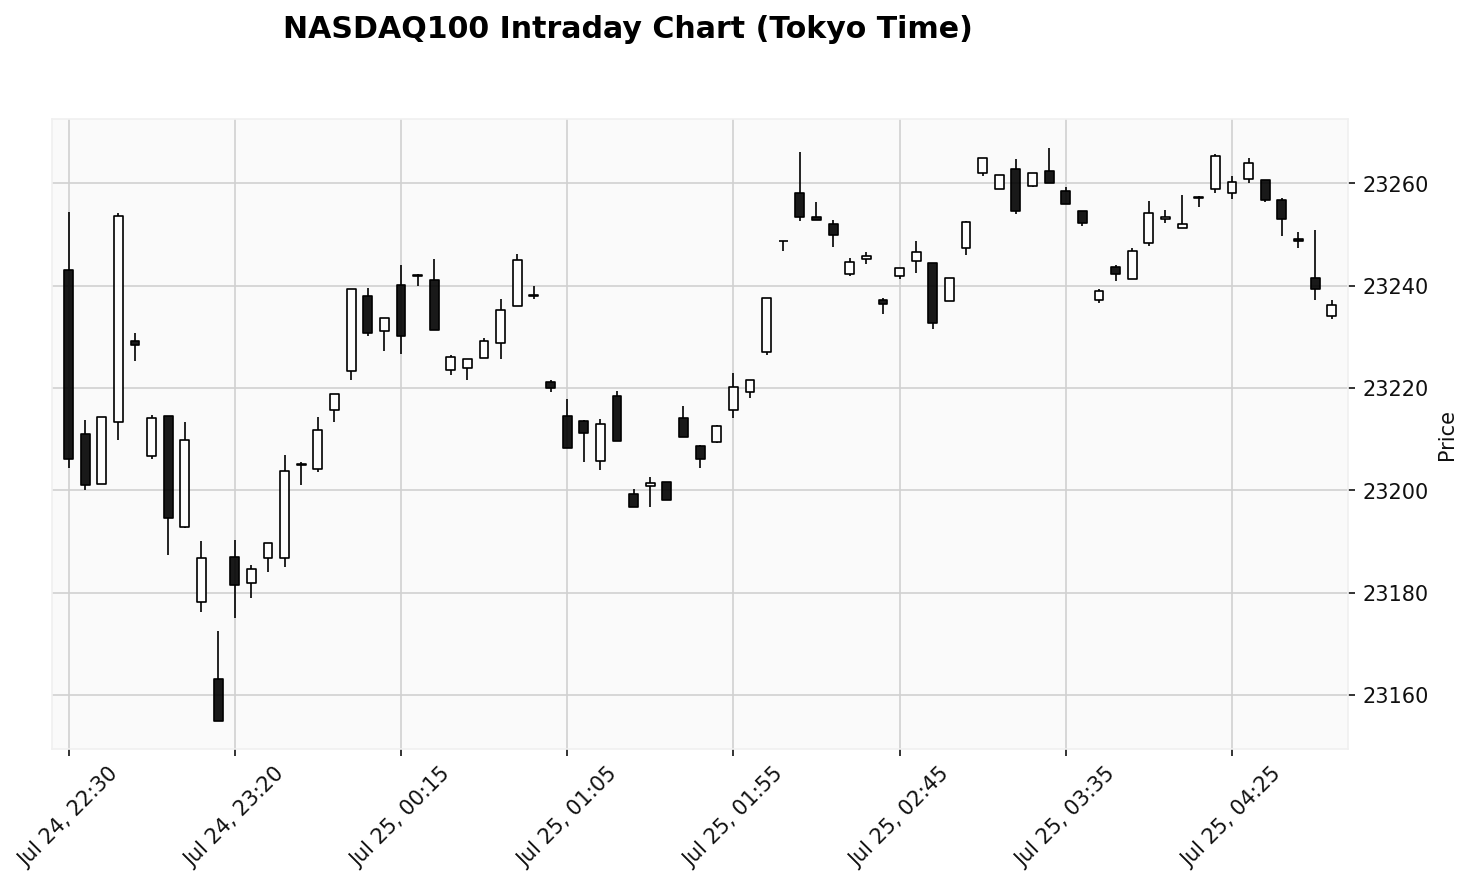 NASDAQ100 Intraday Chart (Tokyo Time)
23260
23240
23220
23200
23180
23160
Price
Jul 24, 22:30
Jul 24, 23:20
Jul 25, 00:15
Jul 25, 01:05
Jul 25, 01:55
Jul 25, 02:45
Jul 25, 03:35
Jul 25, 04:25